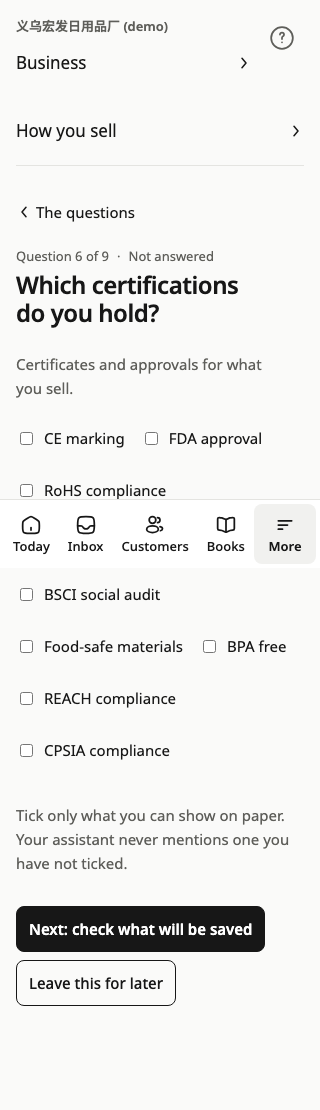 义乌宏发日用品厂 (demo)
Business
How you sell
The questions
Question 6 of 9 · Not answered
Which certifications
do you hold?
Certificates and approvals for what
you sell.
CE marking
FDA approval
RoHS compliance
Today
Inbox
Customers
Books
More
BSCI social audit
Food-safe materials
BPA free
REACH compliance
CPSIA compliance
Tick only what you can show on paper.
Your assistant never mentions one you
have not ticked.
Next: check what will be saved
Leave this for later